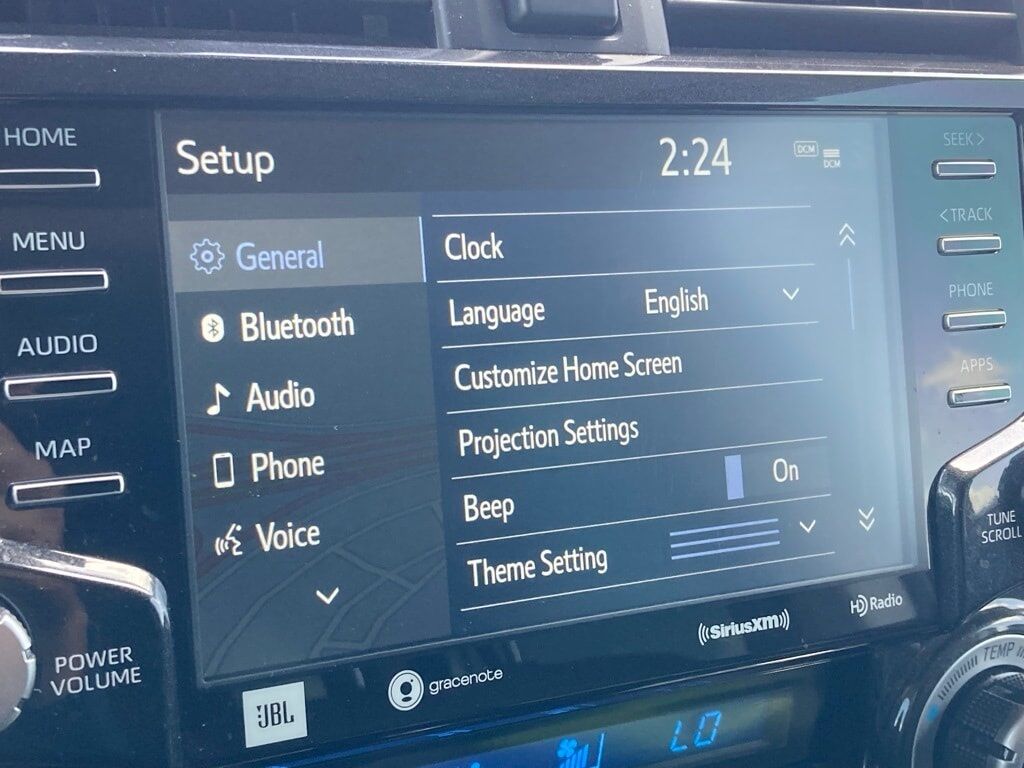 HOME
MENU
AUDIO
MAP
POWER
VOLUME
Setup
2:24
DCM
DCM
General
Bluetooth
Audio
Phone
Voice
Clock
Language English
Customize Home Screen
Projection Settings
Beep On
Theme Setting
SEEK >
< TRACK
PHONE
APPS
TUNE
SCROLL
JBL
gracenote
((SiriusXM))
HD Radio
LO
TEMP